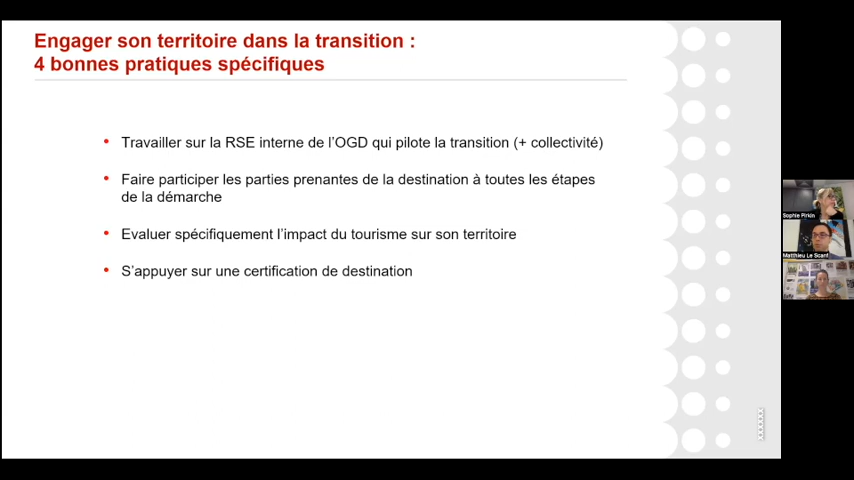 Engager son territoire dans la transition :
4 bonnes pratiques spécifiques
• Travailler sur la RSE interne de l'OGD qui pilote la transition (+ collectivité)
• Faire participer les parties prenantes de la destination à toutes les étapes
de la démarche
• Evaluer spécifiquement l'impact du tourisme sur son territoire
• S'appuyer sur une certification de destination
Sophie Pirkin
Matthieu Le Scanf